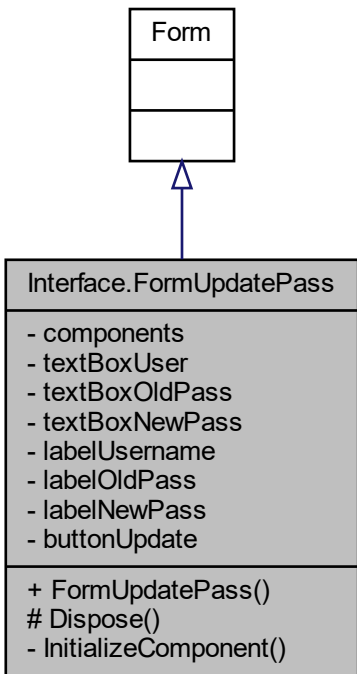 Form
Interface.FormUpdatePass
- components
- textBoxUser
- textBoxOldPass
- textBoxNewPass
- labelUsername
- labelOldPass
- labelNewPass
- buttonUpdate
+ FormUpdatePass()
# Dispose()
- InitializeComponent()